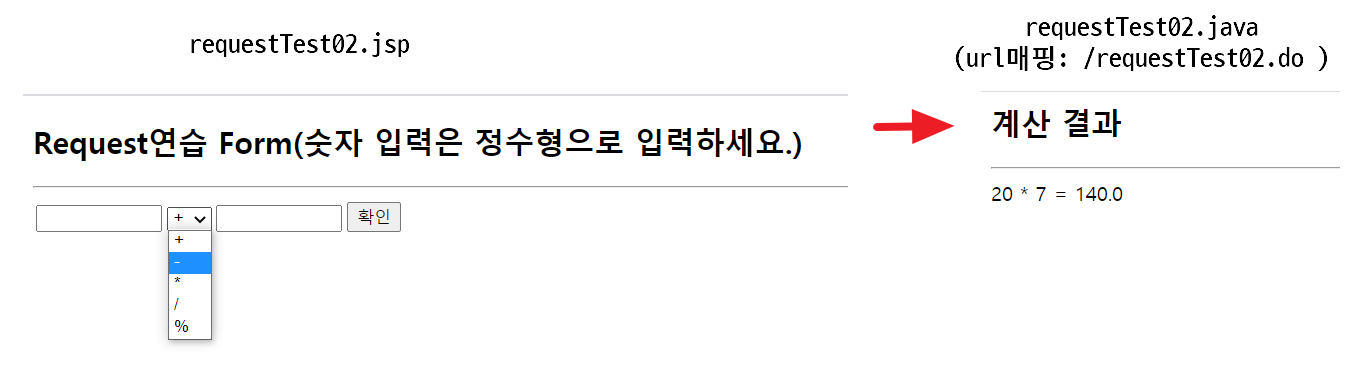 requestTest02.jsp
Request연습 Form(숫자 입력은 정수형으로 입력하세요.)
+ 확인
+
-
*
/
%
requestTest02.java
(url매핑: /requestTest02.do )
계산 결과
20 * 7 = 140.0